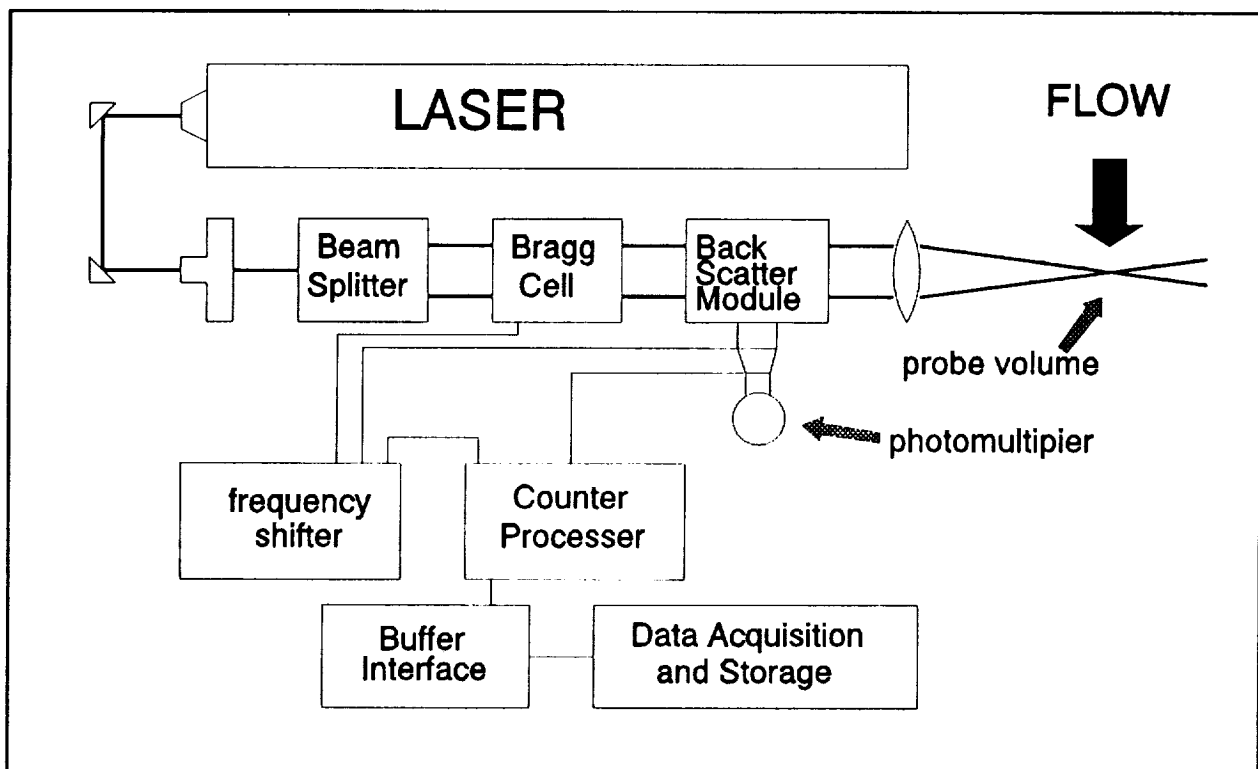 LASER
FLOW
Beam
Splitter
Bragg
Cell
Back
Scatter
Module
probe volume
photomultipier
frequency
shifter
Counter
Processer
Buffer
Interface
Data Acquisition
and Storage